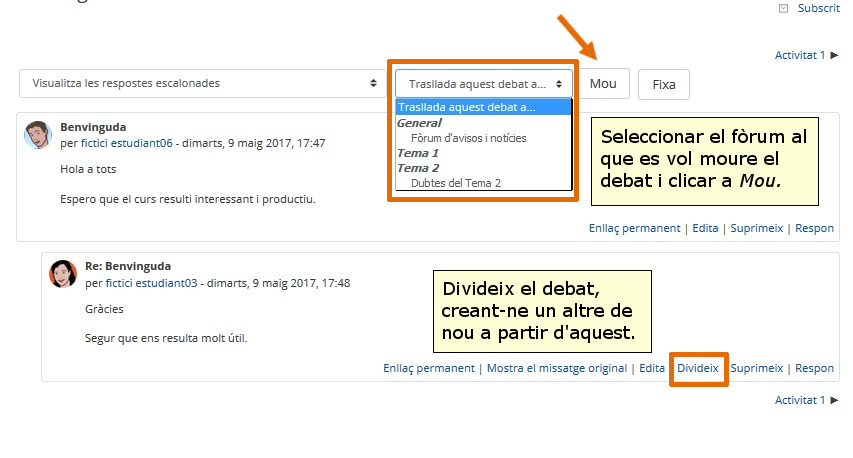 Subscrit
Activitat 1 ►
Visualitza les respostes escalonades
Trasllada aquest debat a...
Mou
Fixa
Trasllada aquest debat a...
General
Fòrum d'avisos i notícies
Tema 1
Tema 2
Dubtes del Tema 2
Seleccionar el fòrum al
que es vol moure el
debat i clicar a Mou.
Benvinguda
per fictici estudiant06 - dimarts, 9 maig 2017, 17:47
Hola a tots
Espero que el curs resulti interessant i productiu.
Enllaç permanent | Edita | Suprimeix | Respon
Re: Benvinguda
per fictici estudiant03 - dimarts, 9 maig 2017, 17:48
Gràcies
Segur que ens resulta molt útil.
Divideix el debat,
creant-ne un altre de
nou a partir d'aquest.
Enllaç permanent | Mostra el missatge original | Edita | Divideix | Suprimeix | Respon
Activitat 1 ►